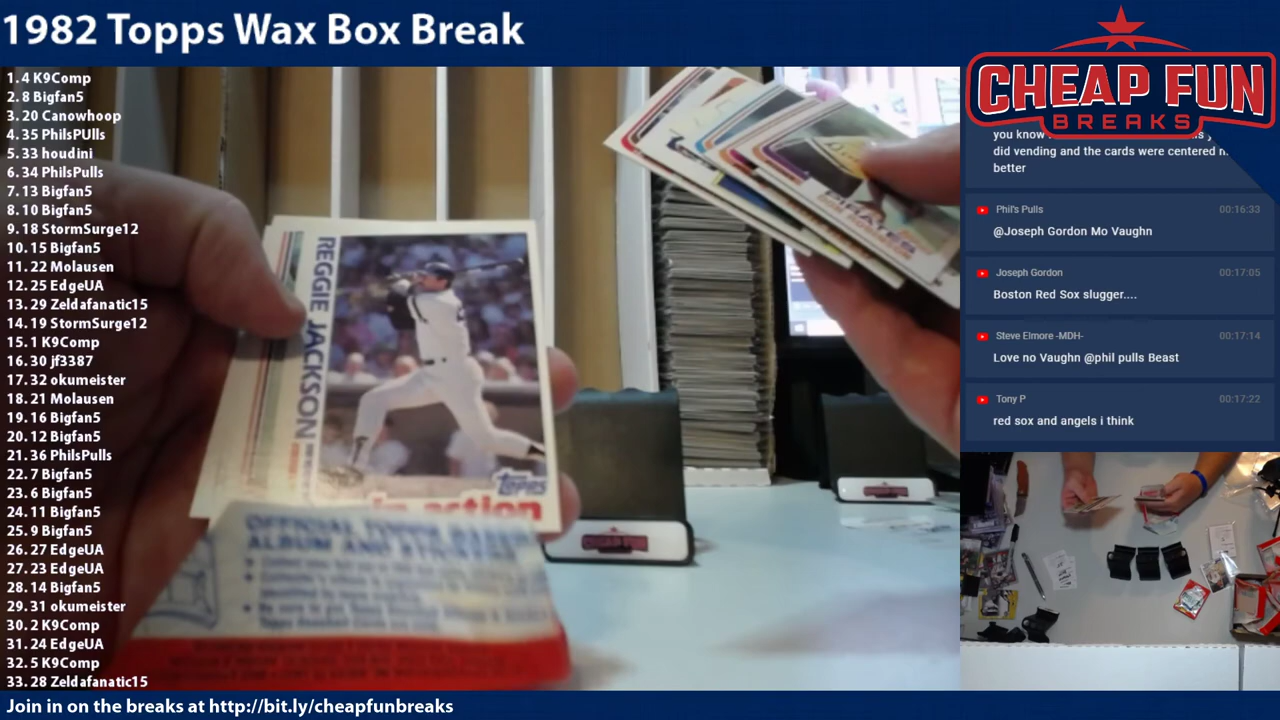 1982 Topps Wax Box Break
1. 4 K9Comp
2. 8 Bigfan5
3. 20 Canowhoop
4. 35 PhilsPUlls
5. 33 houdini
6. 34 PhilsPulls
7. 13 Bigfan5
8. 10 Bigfan5
9. 18 StormSurge12
10. 15 Bigfan5
11. 22 Molausen
12. 25 EdgeUA
13. 29 Zeldafanatic15
14. 19 StormSurge12
15. 1 K9Comp
16. 30 jf3387
17. 32 okumeister
18. 21 Molausen
19. 16 Bigfan5
20. 12 Bigfan5
21. 36 PhilsPulls
22. 7 Bigfan5
23. 6 Bigfan5
24. 11 Bigfan5
25. 9 Bigfan5
26. 27 EdgeUA
27. 23 EdgeUA
28. 14 Bigfan5
29. 31 okumeister
30. 2 K9Comp
31. 24 EdgeUA
32. 5 K9Comp
33. 28 Zeldafanatic15
REGGIE JACKSON
TOPPS
in action
OFFICIAL TOPPS
ALBUM AND STICKERS
PIRATES
CHEAP FUN
CHEAP FUN
BREAKS
you know
did vending and the cards were centered
better
Phil's Pulls 00:16:33
@Joseph Gordon Mo Vaughn
Joseph Gordon 00:17:05
Boston Red Sox slugger....
Steve Elmore -MDH- 00:17:14
Love no Vaughn @phil pulls Beast
Tony P 00:17:22
red sox and angels i think
Join in on the breaks at http://bit.ly/cheapfunbreaks